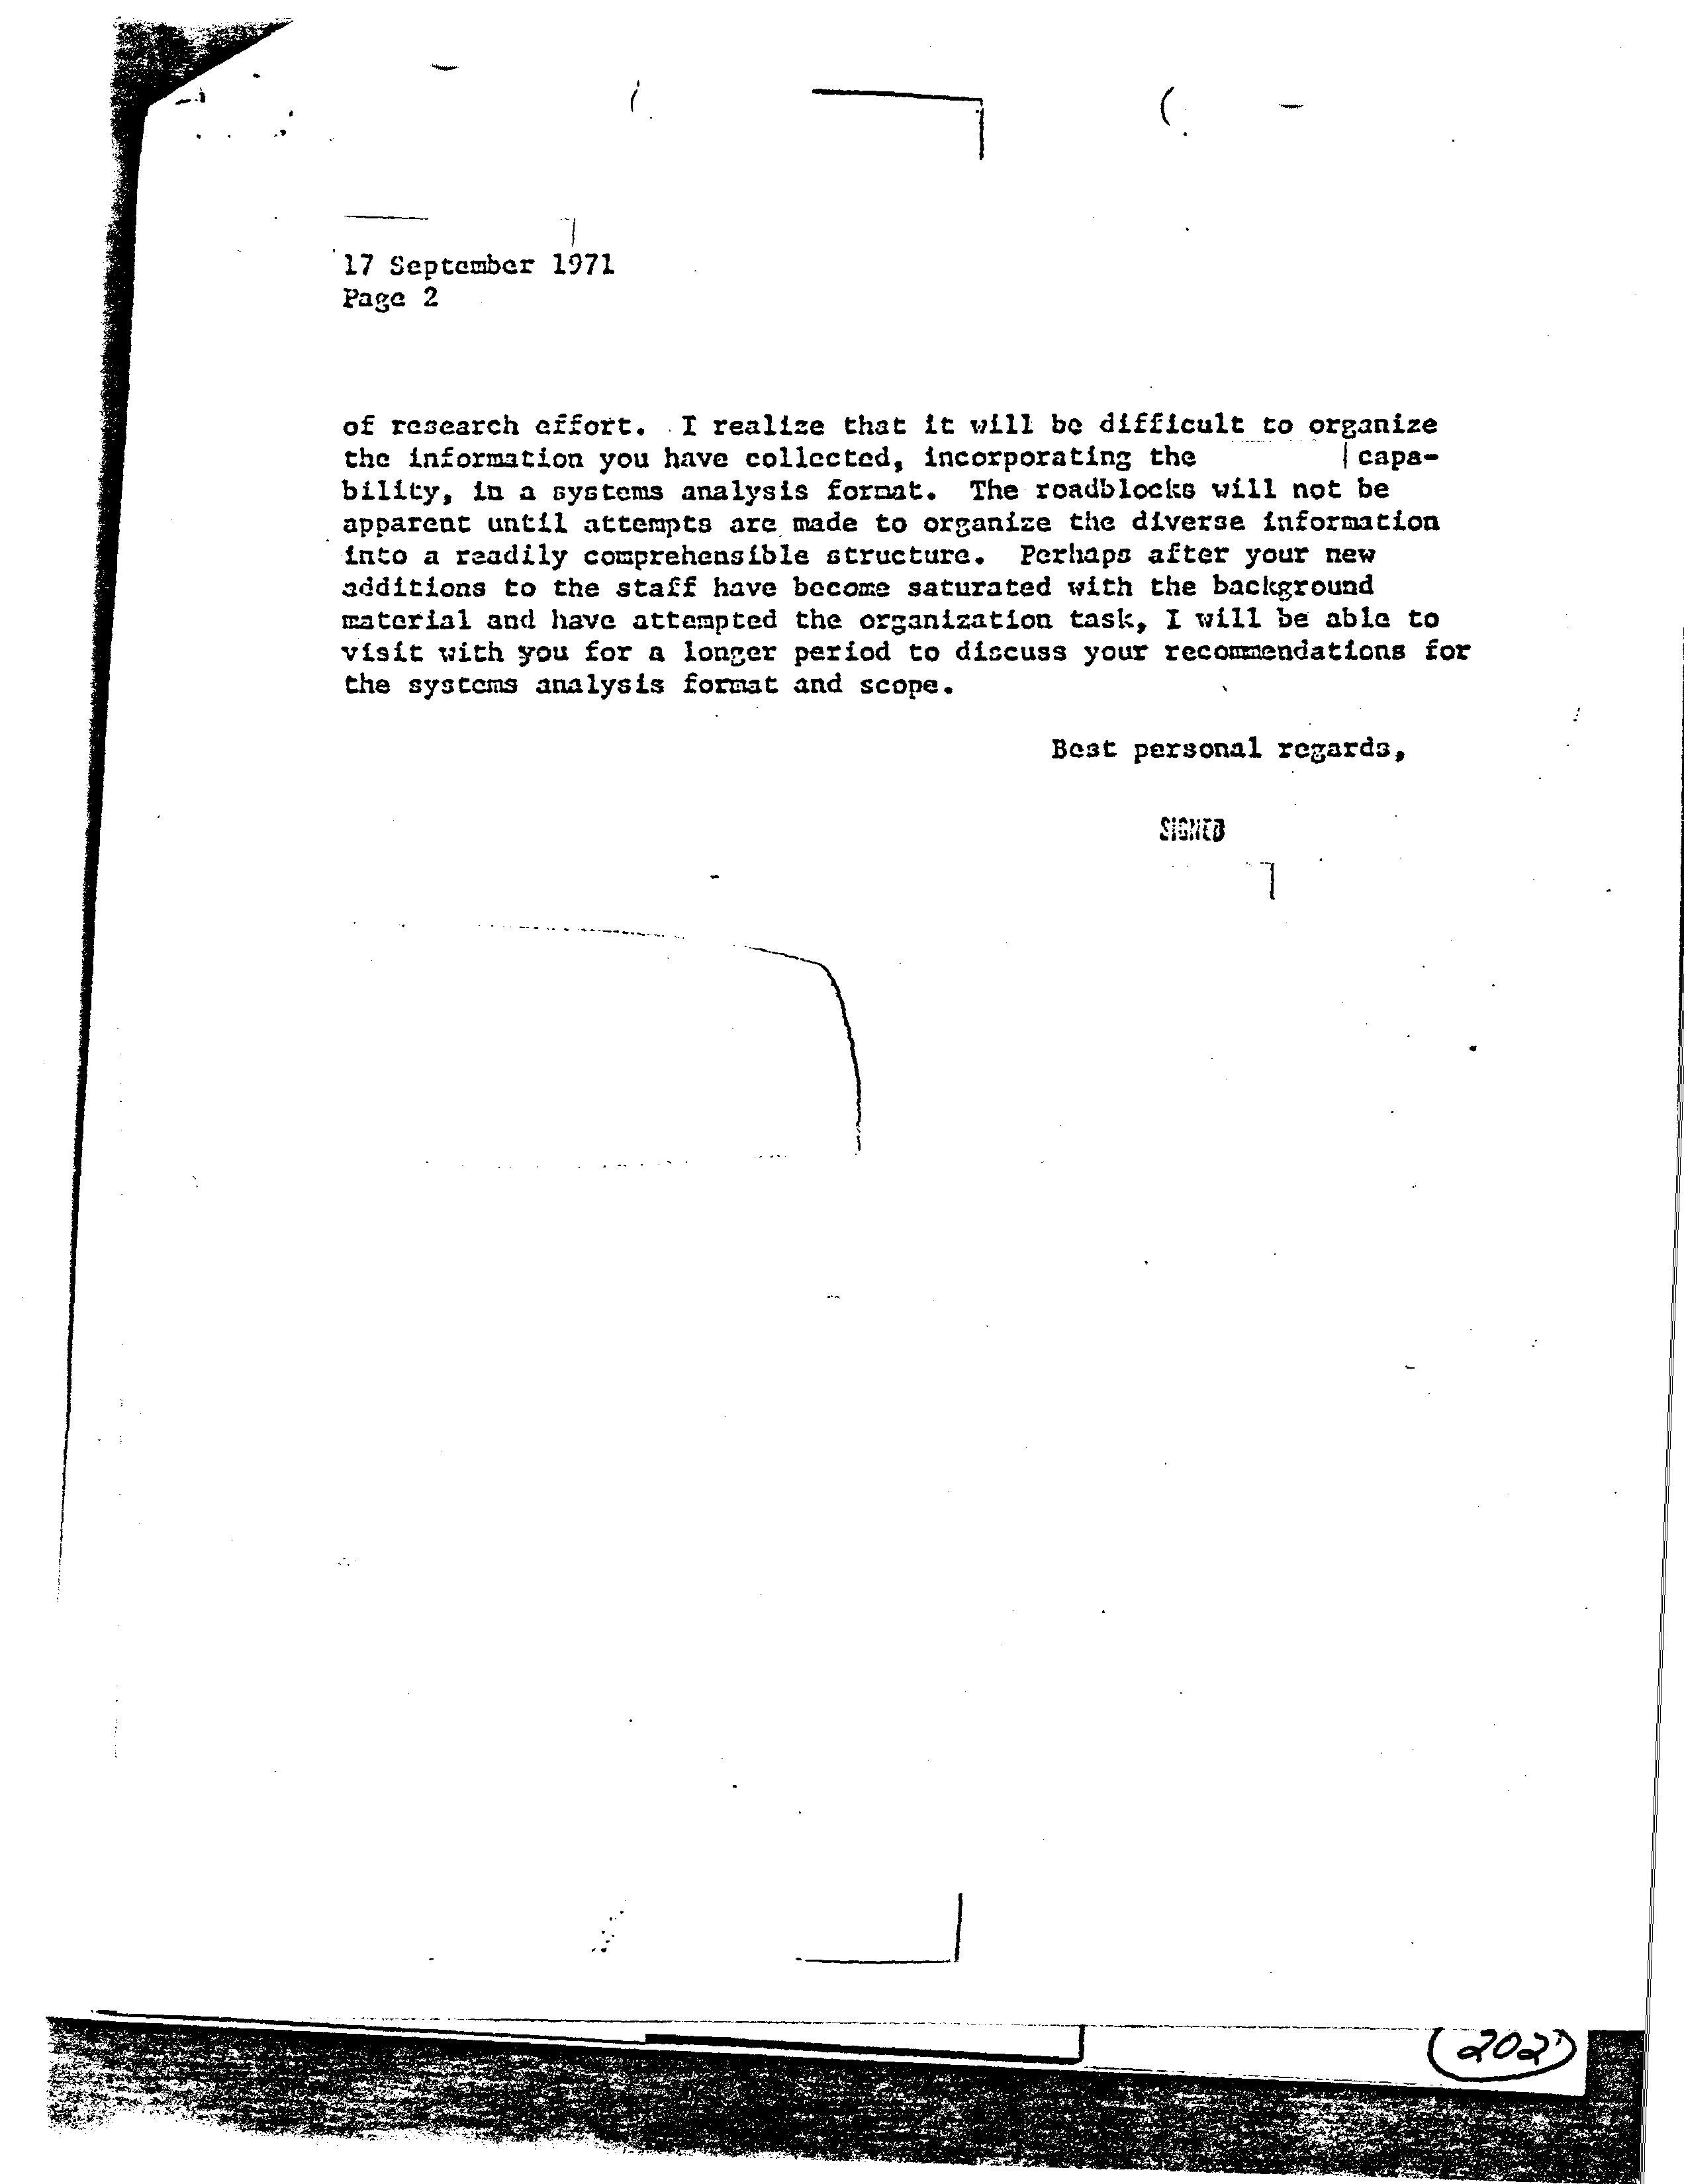 17 September 1971
Page 2
of research effort. I realize that it will be difficult to organize
the information you have collected, incorporating the capa-
bility, in a systems analysis format. The roadblocks will not be
apparent until attempts are made to organize the diverse information
into a readily comprehensible structure. Perhaps after your new
additions to the staff have become saturated with the background
material and have attempted the organization task, I will be able to
visit with you for a longer period to discuss your recommendations for
the systems analysis format and scope.
Best personal regards,
SIGNED
202